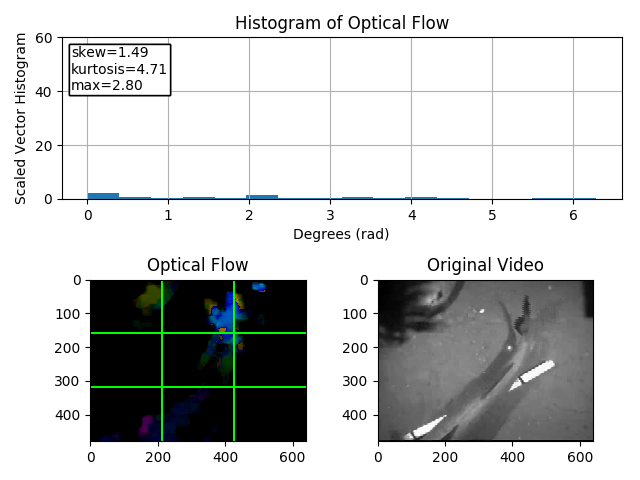 Histogram of Optical Flow
Scaled Vector Histogram
60
40
20
0
skew=1.49
kurtosis=4.71
max=2.80
0 1 2 3 4 5 6
Degrees (rad)
Optical Flow
0
100
200
300
400
0 200 400 600
Original Video
0
100
200
300
400
0 200 400 600